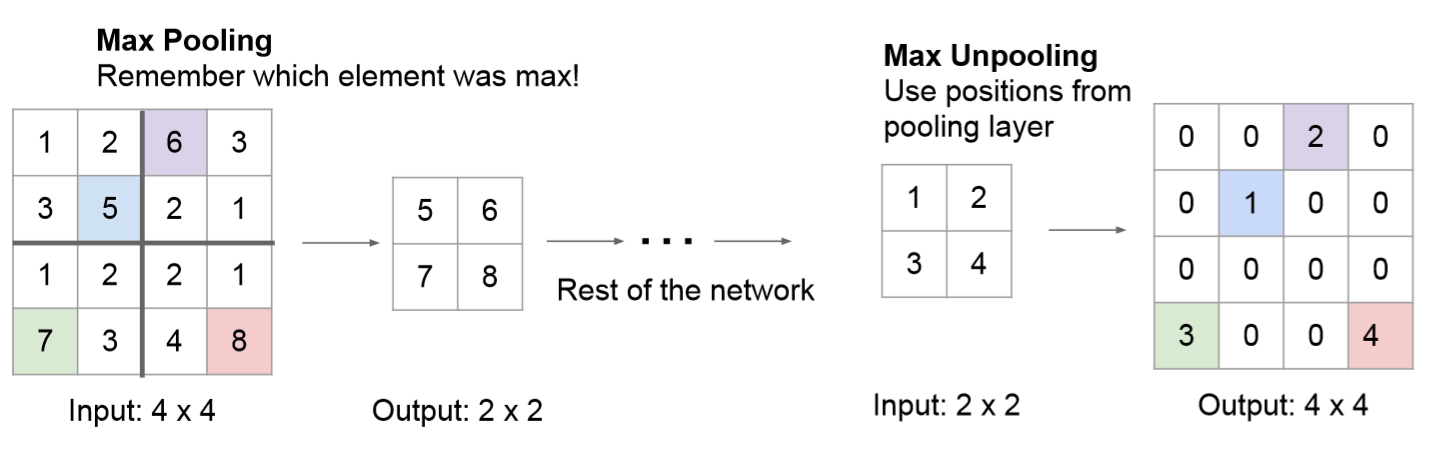 Max Pooling
Remember which element was max!
1 2 6 3
3 5 2 1
1 2 2 1
7 3 4 8
Input: 4 x 4
5 6
7 8
Output: 2 x 2
...
Rest of the network
Max Unpooling
Use positions from
pooling layer
1 2
3 4
Input: 2 x 2
0 0 2 0
0 1 0 0
0 0 0 0
3 0 0 4
Output: 4 x 4